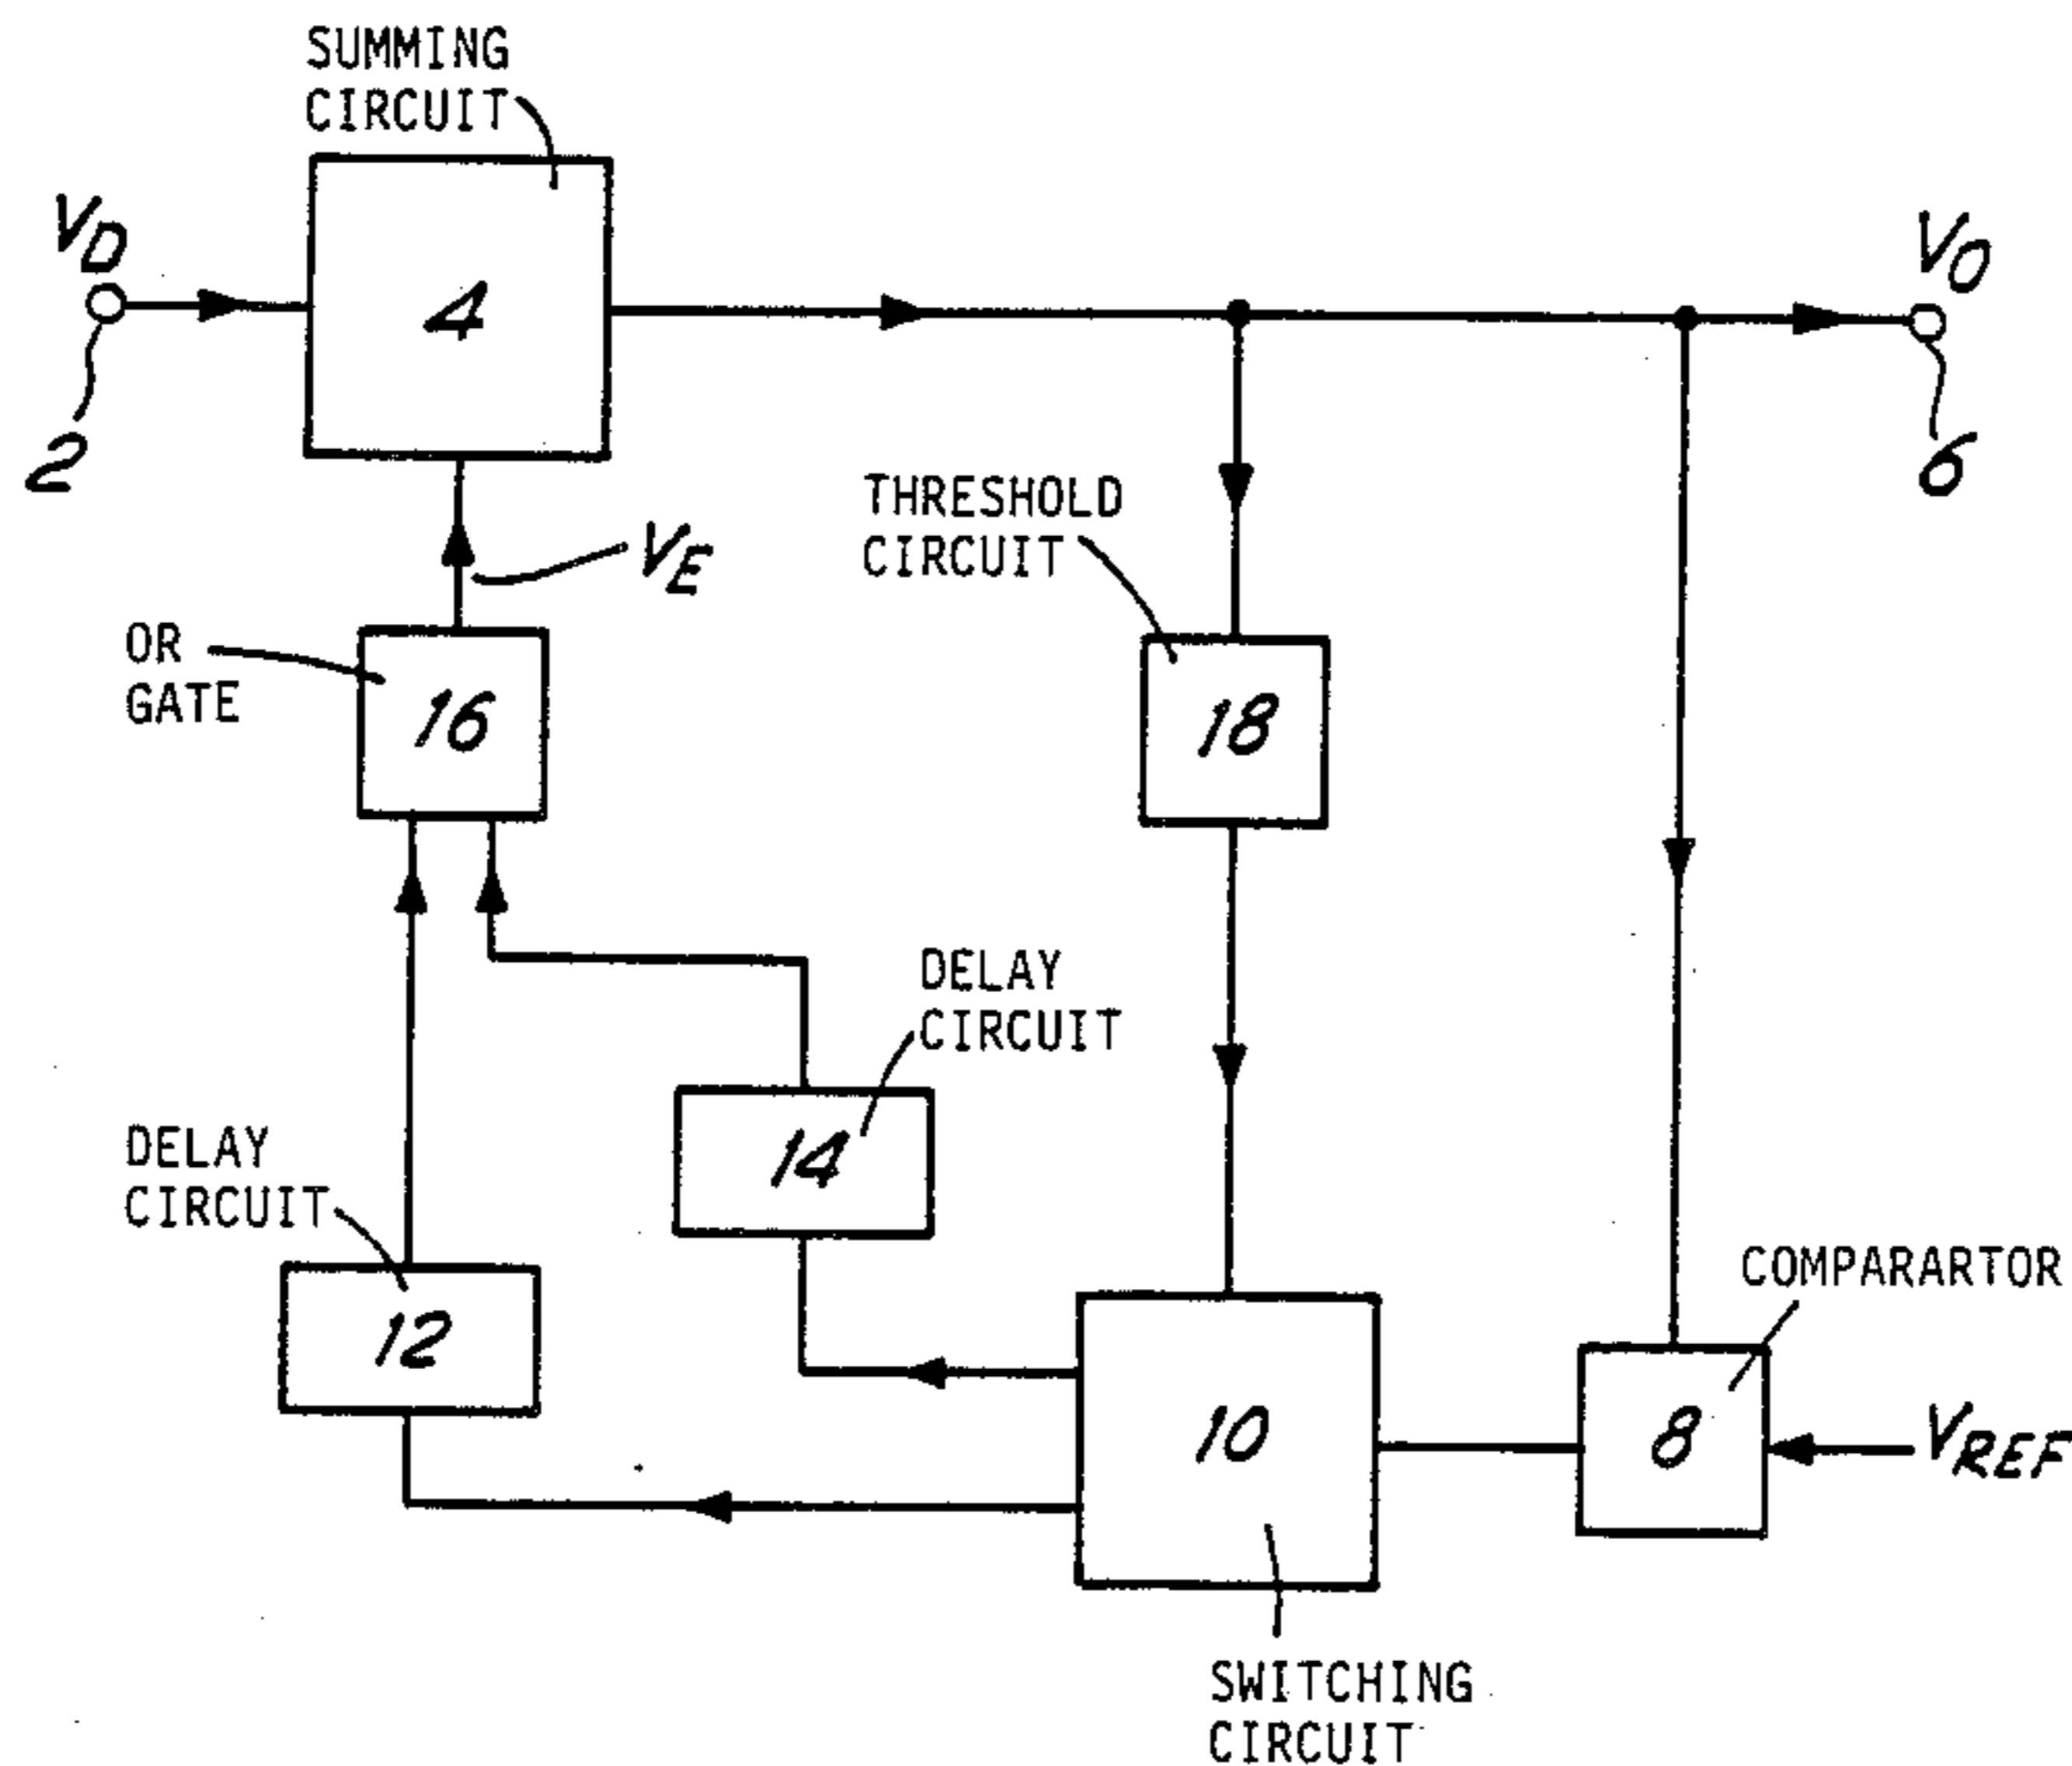 SUMMING
CIRCUIT
VD
4
VO
2
6
THRESHOLD
CIRCUIT
VE
OR
GATE
16
18
DELAY
CIRCUIT
14
DELAY
CIRCUIT
12
COMPARARTOR
10
8
VREF
SWITCHING
CIRCUIT